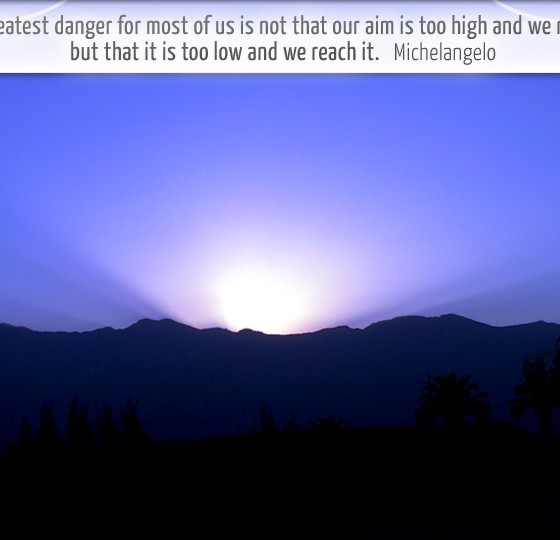 eatest danger for most of us is not that our aim is too high and we
but that it is too low and we reach it. Michelangelo